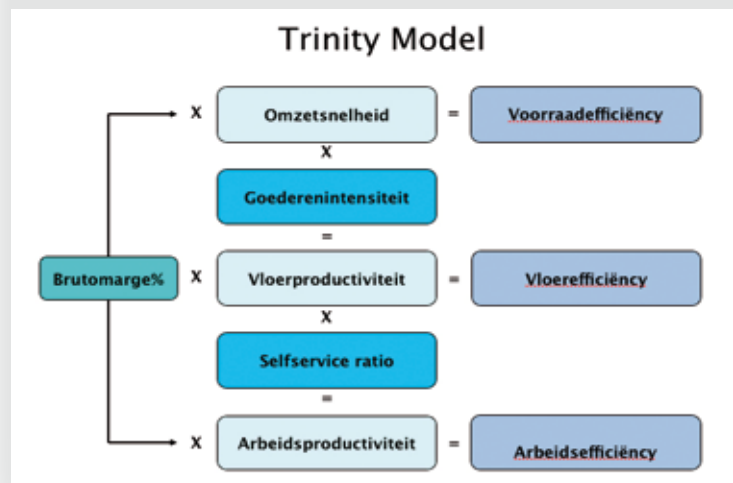 Trinity Model
X Omzetsnelheid = Voorraadefficiëncy
X
Goederenintensiteit
=
Brutomarge% X Vloerproductiviteit = Vloerefficiëncy
X
Selfservice ratio
=
X Arbeidsproductiviteit = Arbeidsefficiëncy